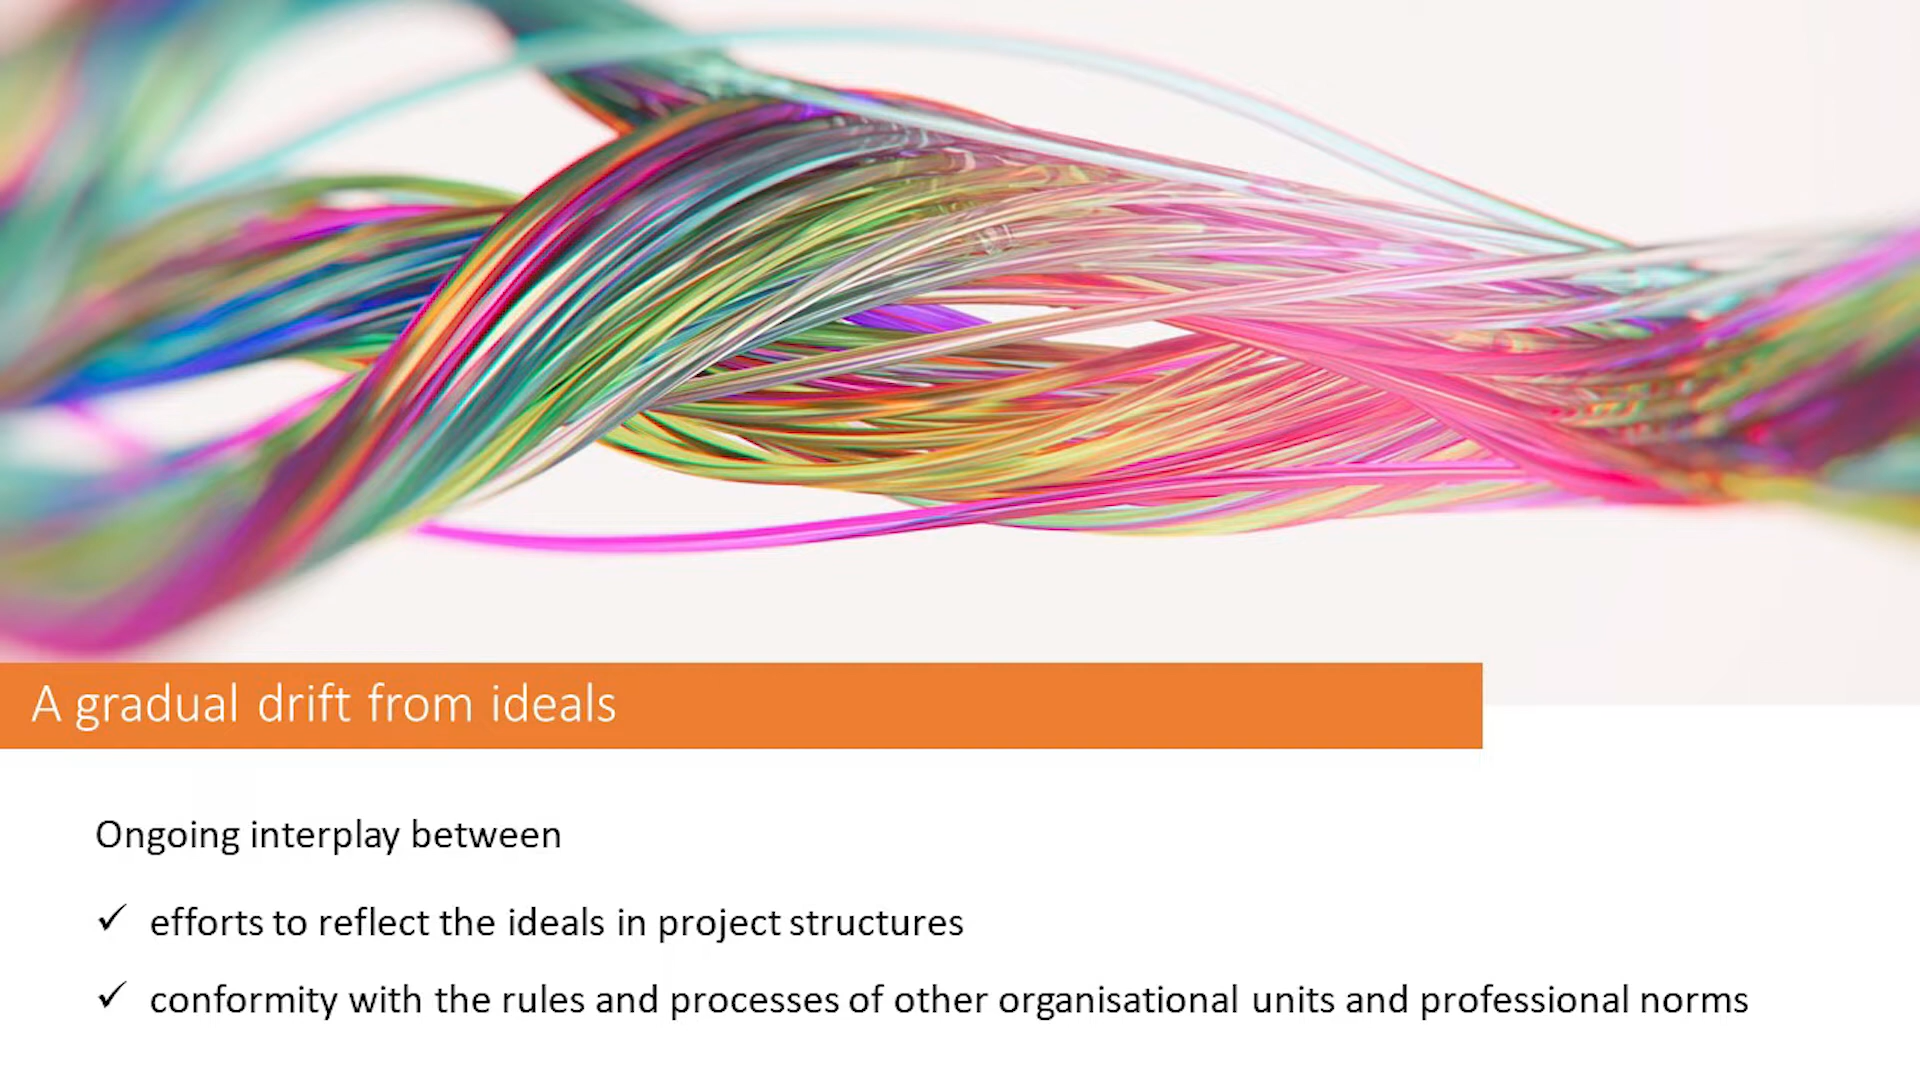 A gradual drift from ideals
Ongoing interplay between
✓ efforts to reflect the ideals in project structures
✓ conformity with the rules and processes of other organisational units and professional norms